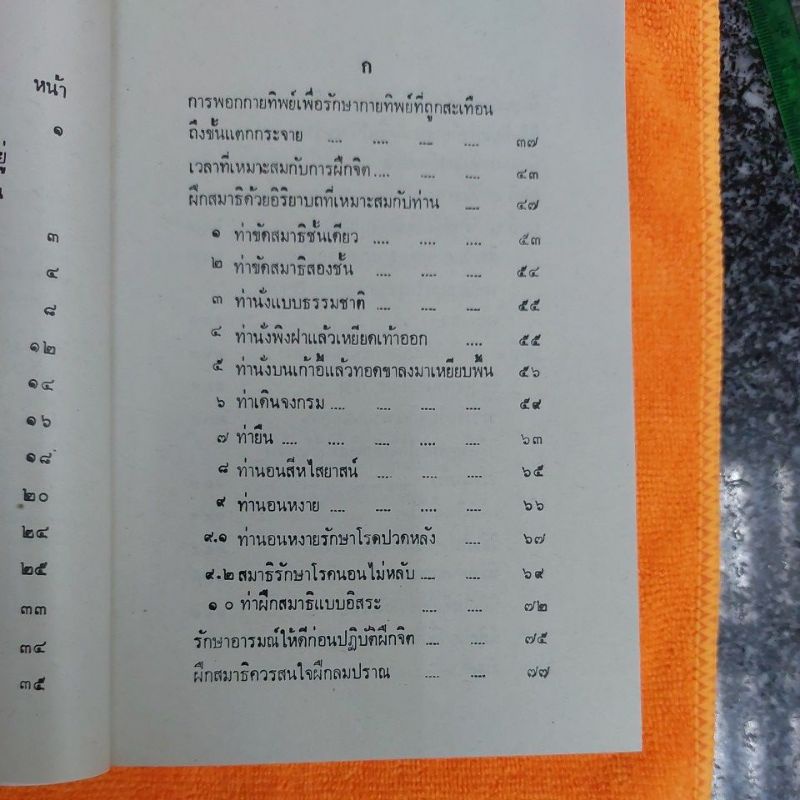 หน้า
๑
๓
๔
๘
๑๒
๑๔
๑๖
๑๘
๒๐
๒๔
๒๕
๓๓
๓๔
๓๕
ก
การพอกกายทิพย์เพื่อรักษากายทิพย์ที่ถูกสะเทือน
ถึงขั้นแตกกระจาย .... .... .... .... ๓๗
เวลาที่เหมาะสมกับการฝึกจิต .... .... .... ๔๓
ฝึกสมาธิด้วยอิริยาบถที่เหมาะสมกับท่าน .... ๔๗
๑ ท่าขัดสมาธิชั้นเดียว .... .... .... ๕๓
๒ ท่าขัดสมาธิสองชั้น .... .... .... ๕๔
๓ ท่านั่งแบบธรรมชาติ .... .... .... ๕๕
๔ ท่านั่งพิงฝาแล้วเหยียดเท้าออก .... ๕๕
๕ ท่านั่งบนเก้าอี้แล้วทอดขาลงมาเหยียบพื้น ๕๖
๖ ท่าเดินจงกรม .... .... .... .... ๕๙
๗ ท่ายืน .... .... .... .... .... ๖๓
๘ ท่านอนสีหไสยาสน์ .... .... .... ๖๕
๙ ท่านอนหงาย .... .... .... .... ๖๖
๙.๑ ท่านอนหงายรักษาโรคปวดหลัง .... ๖๗
๙.๒ สมาธิรักษาโรคนอนไม่หลับ .... .... ๖๙
๑๐ ท่าฝึกสมาธิแบบอิสระ .... .... ๗๒
รักษาอารมณ์ให้ดีก่อนปฏิบัติฝึกจิต .... .... ๗๕
ฝึกสมาธิควรสนใจฝึกลมปราณ .... .... ๗๗